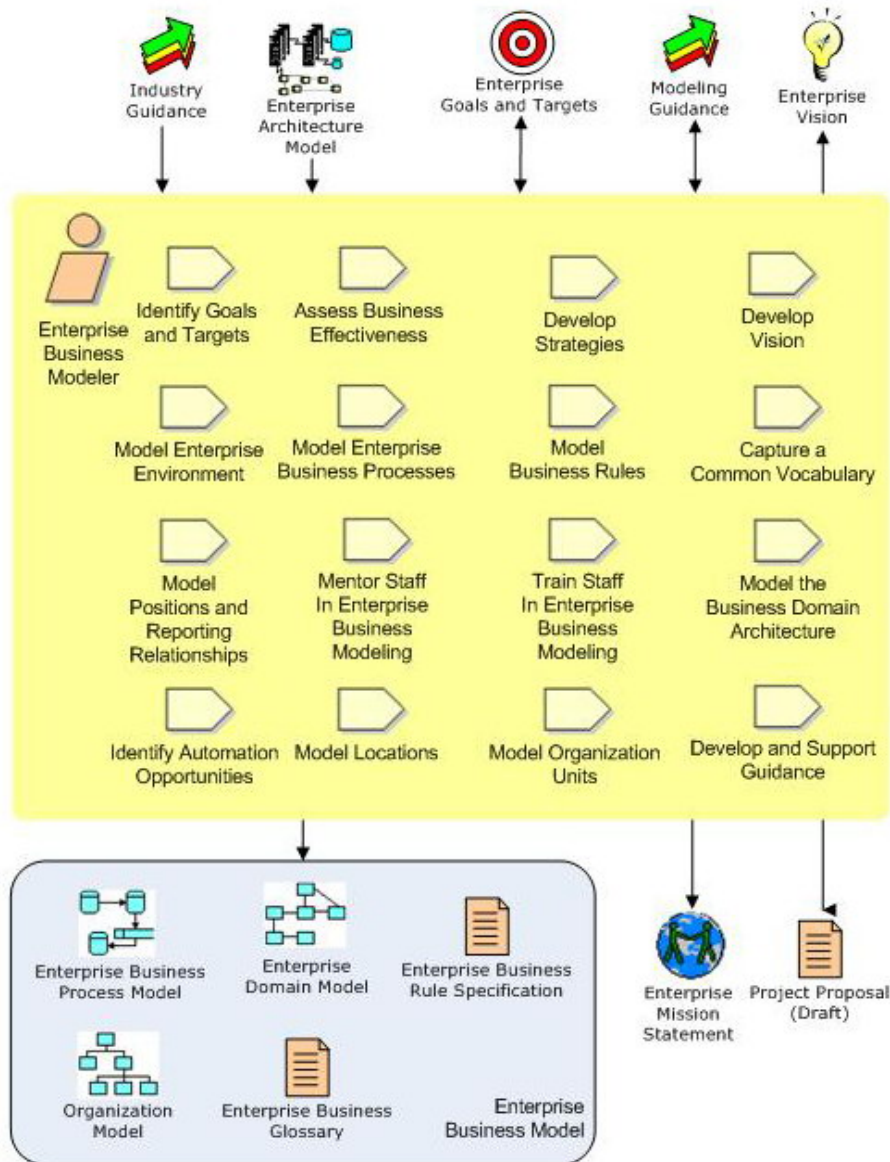 Industry
Guidance
Enterprise
Architecture
Model
Enterprise
Goals and Targets
Modeling
Guidance
Enterprise
Vision
Enterprise
Business
Modeler
Identify Goals
and Targets
Assess Business
Effectiveness
Develop
Strategies
Develop
Vision
Model Enterprise
Environment
Model Enterprise
Business Processes
Model
Business Rules
Capture a
Common Vocabulary
Model
Positions and
Reporting
Relationships
Mentor Staff
In Enterprise
Business
Modeling
Train Staff
In Enterprise
Business
Modeling
Model the
Business Domain
Architecture
Identify Automation
Opportunities
Model Locations
Model Organization
Units
Develop and Support
Guidance
Enterprise Business
Process Model
Enterprise
Domain Model
Enterprise Business
Rule Specification
Enterprise
Mission
Statement
Project Proposal
(Draft)
Organization
Model
Enterprise Business
Glossary
Enterprise
Business Model